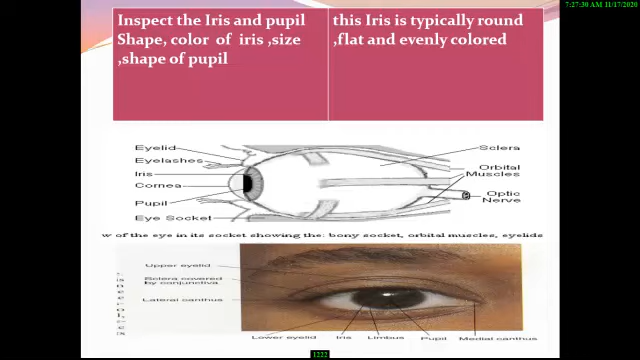 7:27:30 AM 11/17/2020
Inspect the Iris and pupil
Shape, color of iris ,size
,shape of pupil
this Iris is typically round
,flat and evenly colored
Eyelid
Eyelashes
Iris
Cornea
Pupil
Eye Socket
Sclera
Orbital
Muscles
Optic
Nerve
w of the eye in its socket showing the: bony socket, orbital muscles, eyelids
Upper eyelid
Sclera covered
by conjunctiva
Lateral canthus
Lower eyelid Iris Limbus Pupil Medial canthus
1222